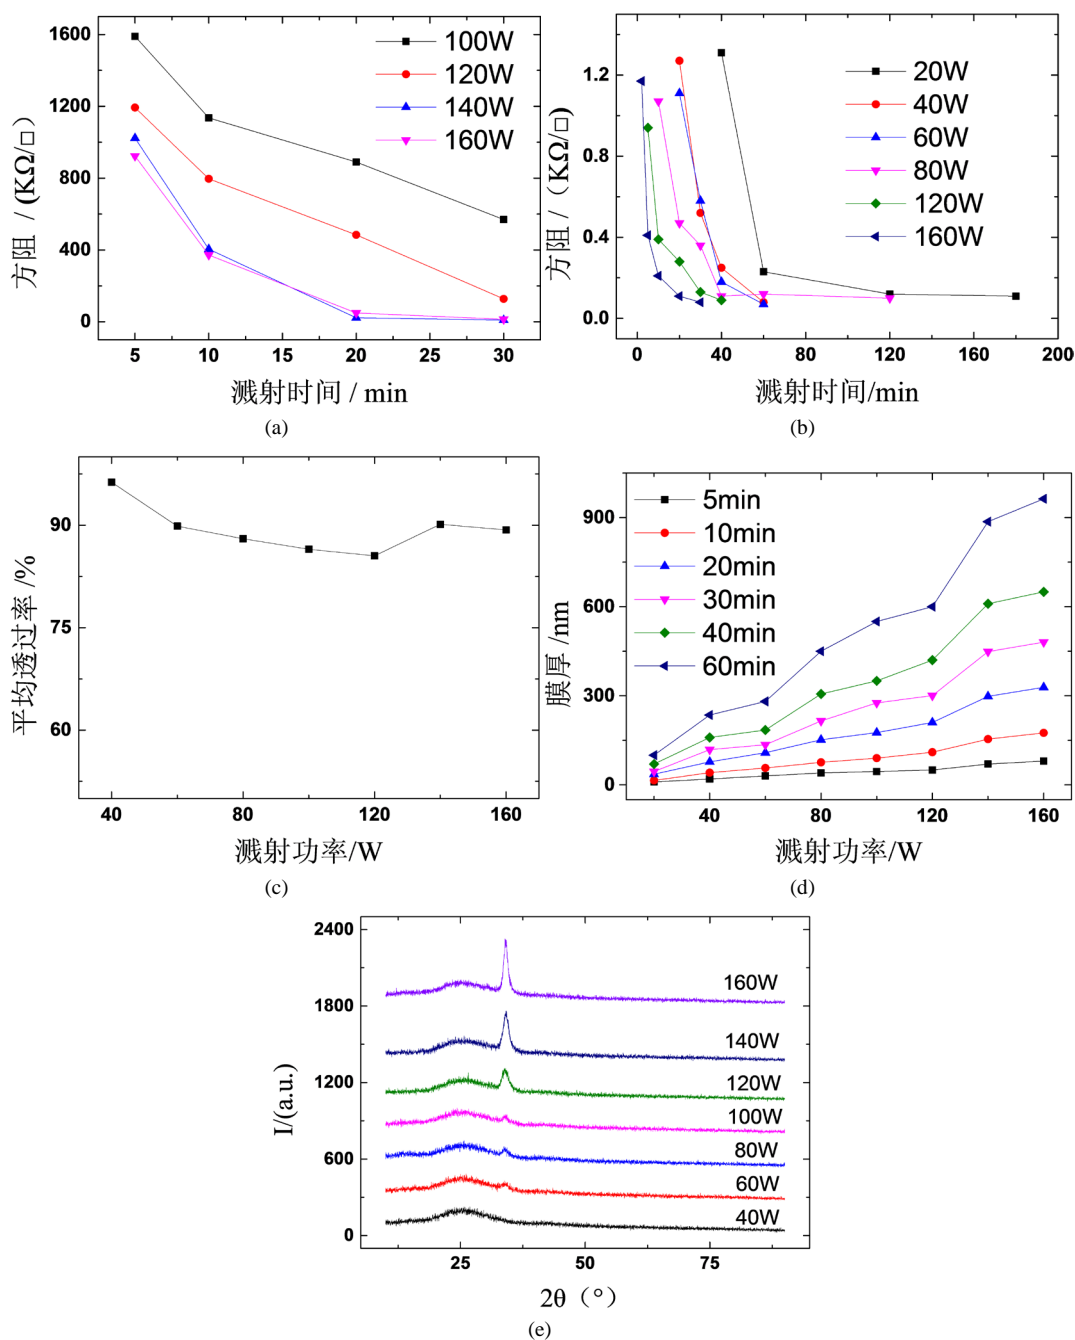 1600
1200
800
400
0
方阻 / (KΩ/□)
100W
120W
140W
160W
5 10 15 20 25 30
溅射时间 / min
(a)
1.2
0.8
0.4
0.0
方阻 /（KΩ/□)
20W
40W
60W
80W
120W
160W
0 40 80 120 160 200
溅射时间/min
(b)
90
75
60
平均透过率 /%
40 60 80 100 120 140 160
溅射功率/W
(c)
900
600
300
0
膜厚 /nm
5min
10min
20min
30min
40min
60min
40 80 120 160
溅射功率/W
(d)
2400
1800
1200
600
0
I/(a.u.)
160W
140W
120W
100W
80W
60W
40W
25 50 75
2θ（°）
(e)